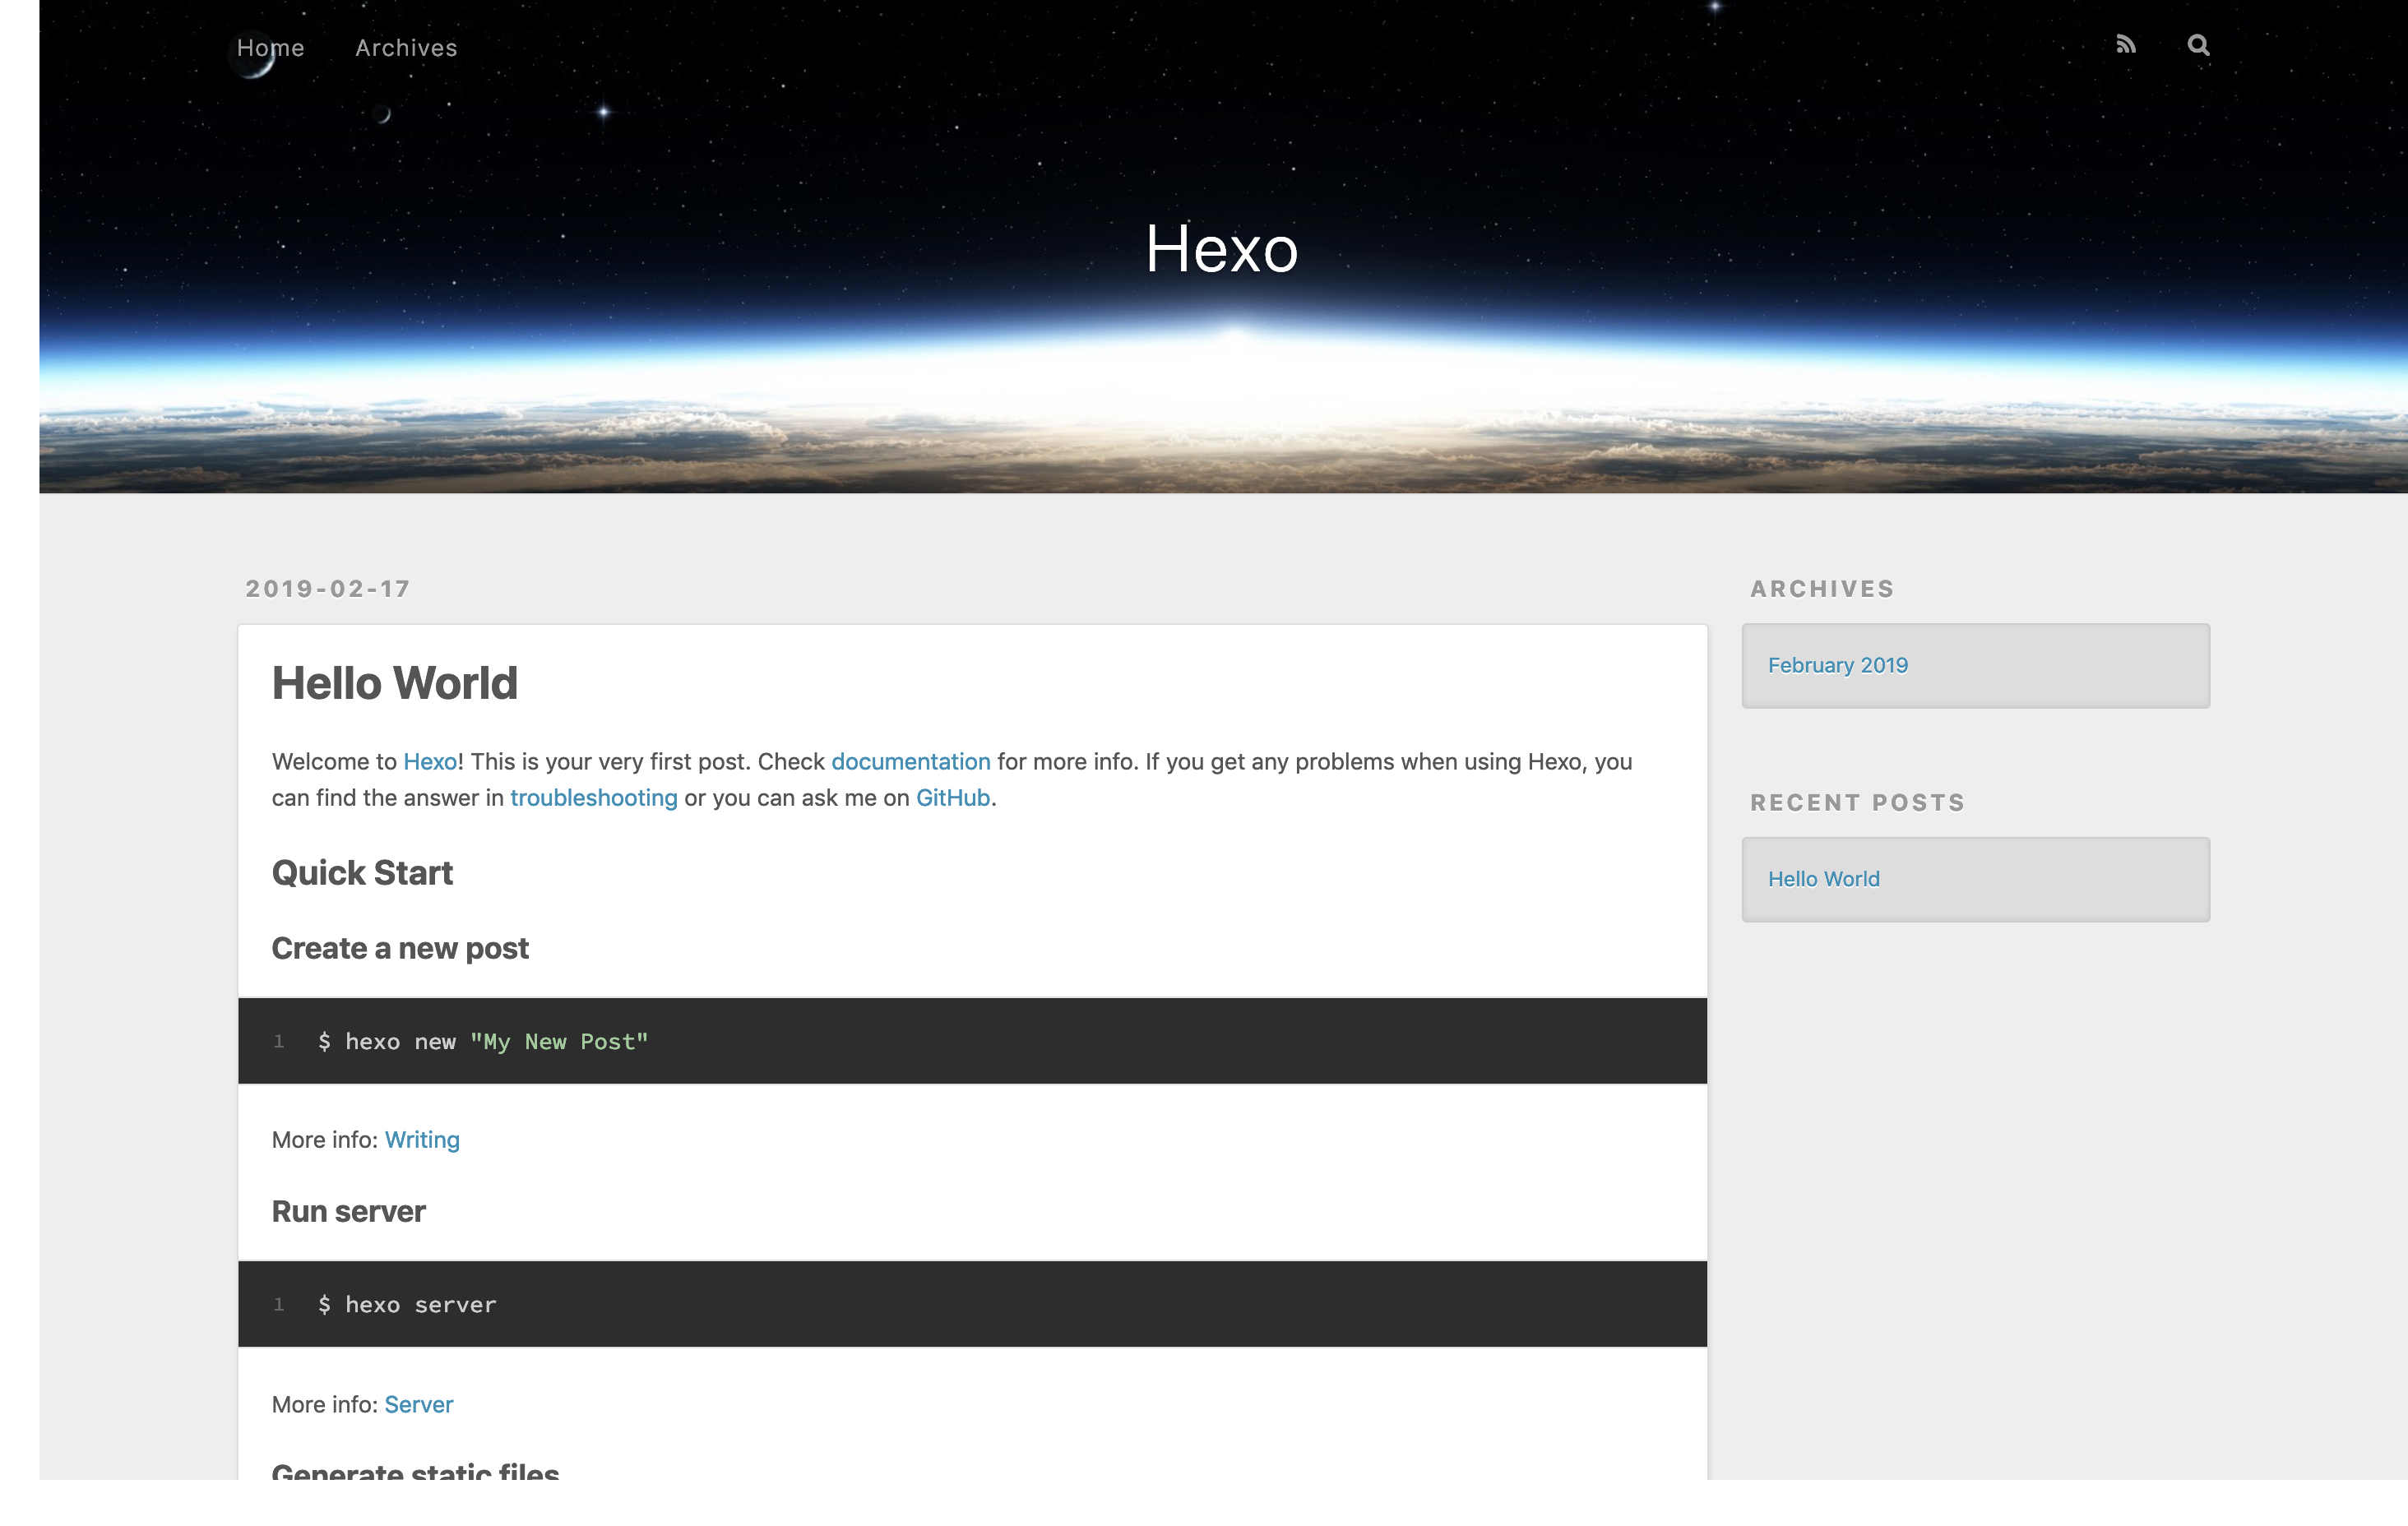 Home Archives
Hexo
2019-02-17
Hello World
Welcome to Hexo! This is your very first post. Check documentation for more info. If you get any problems when using Hexo, you
can find the answer in troubleshooting or you can ask me on GitHub.
Quick Start
Create a new post
1 $ hexo new "My New Post"
More info: Writing
Run server
1 $ hexo server
More info: Server
Generate static files
ARCHIVES
February 2019
RECENT POSTS
Hello World